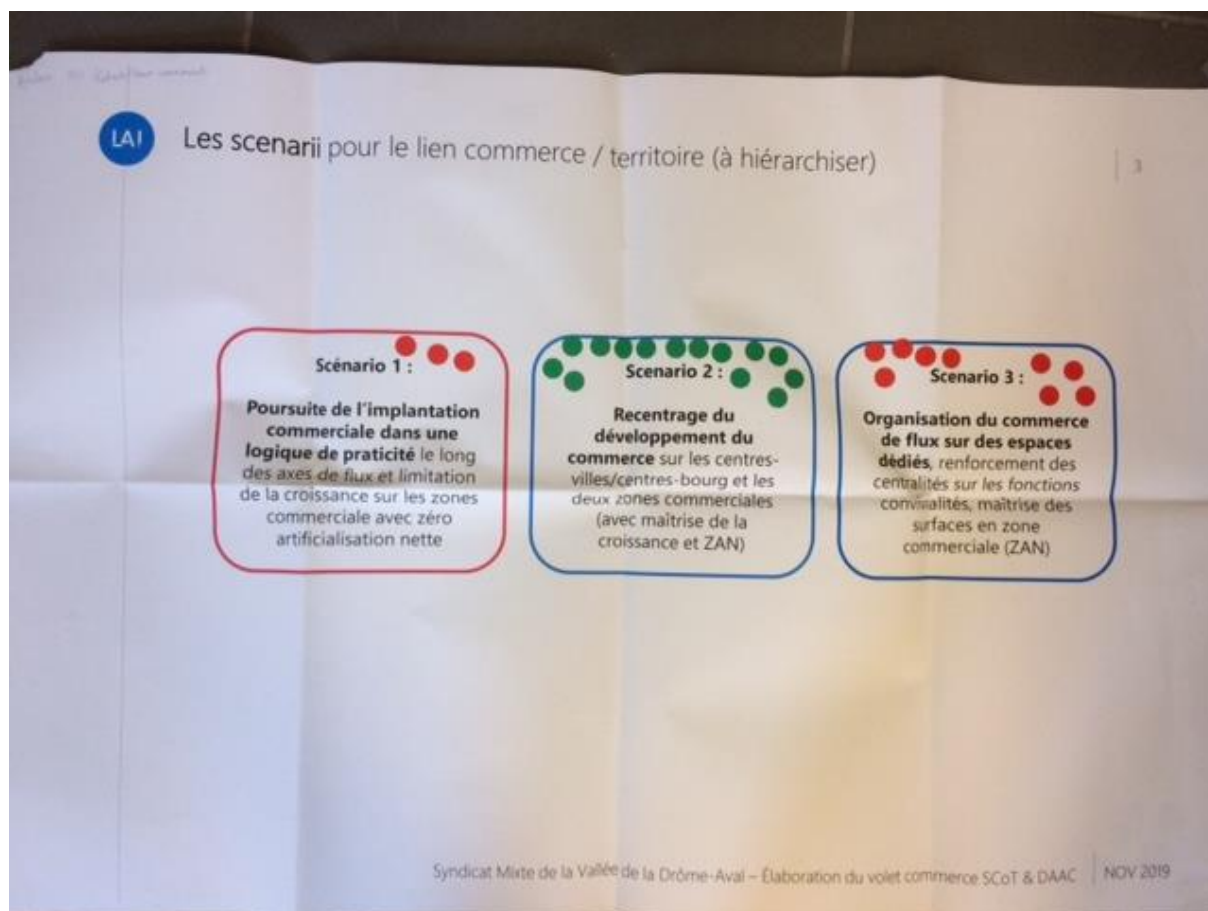 LAI
Les scenarii pour le lien commerce / territoire (à hiérarchiser)
3
Scénario 1 :
Poursuite de l'implantation
commerciale dans une
logique de praticité le long
des axes de flux et limitation
de la croissance sur les zones
commerciale avec zéro
artificialisation nette
Scenario 2 :
Recentrage du
développement du
commerce sur les centres-
villes/centres-bourg et les
deux zones commerciales
(avec maîtrise de la
croissance et ZAN)
Scenario 3 :
Organisation du commerce
de flux sur des espaces
dédiés, renforcement des
centralités sur les fonctions
maîtrise des
surfaces en zone
commerciale (ZAN)
Syndicat Mixte de la Vallée de la Drôme-Aval – Élaboration du volet commerce SCoT & DAAC
NOV 2019